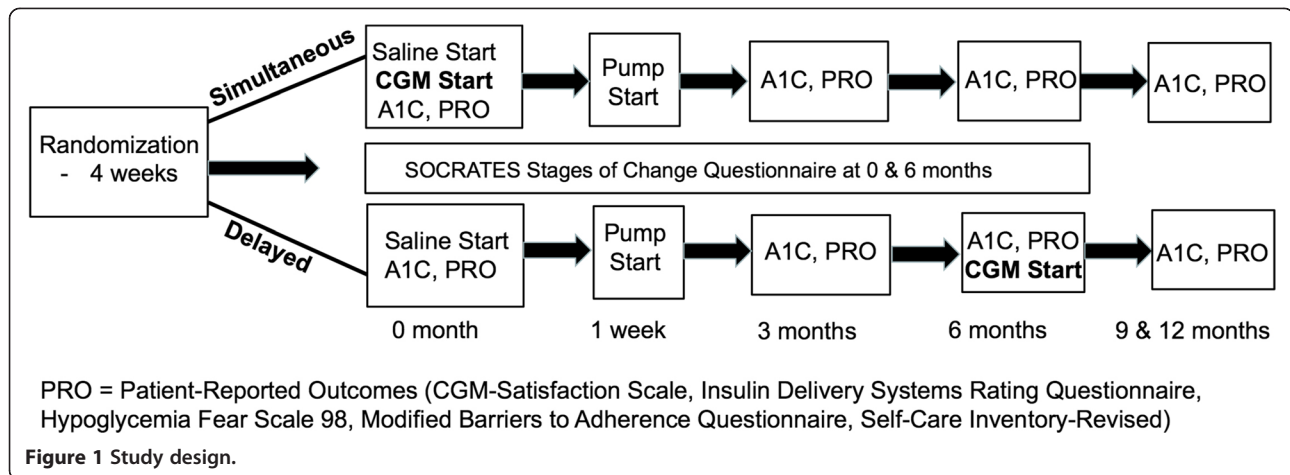 Simultaneous
Saline Start
CGM Start
A1C, PRO
Pump
Start
A1C, PRO
A1C, PRO
A1C, PRO
Randomization
- 4 weeks
SOCRATES Stages of Change Questionnaire at 0 & 6 months
Delayed
Saline Start
A1C, PRO
Pump
Start
A1C, PRO
A1C, PRO
CGM Start
A1C, PRO
0 month
1 week
3 months
6 months
9 & 12 months
PRO = Patient-Reported Outcomes (CGM-Satisfaction Scale, Insulin Delivery Systems Rating Questionnaire,
Hypoglycemia Fear Scale 98, Modified Barriers to Adherence Questionnaire, Self-Care Inventory-Revised)
Figure 1 Study design.